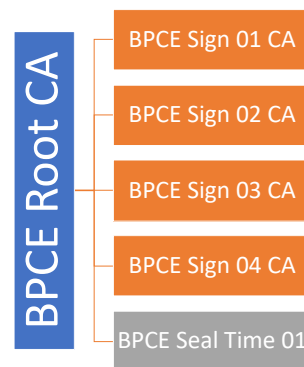 BPCE Root CA
BPCE Sign 01 CA
BPCE Sign 02 CA
BPCE Sign 03 CA
BPCE Sign 04 CA
BPCE Seal Time 01